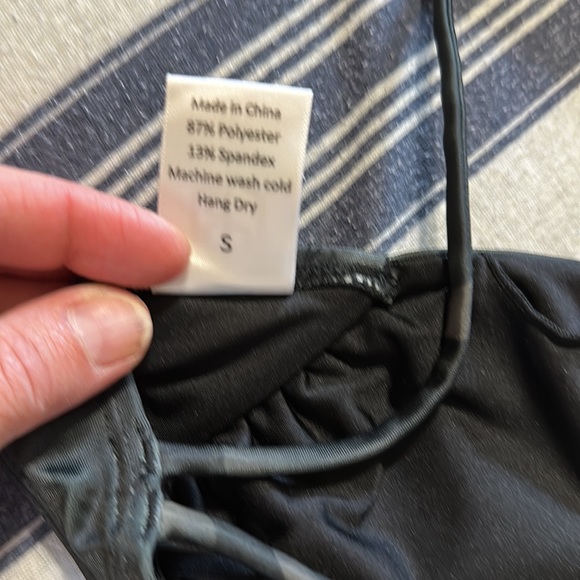 Made in China
87% Polyester
13% Spandex
Machine wash cold
Hang Dry
S